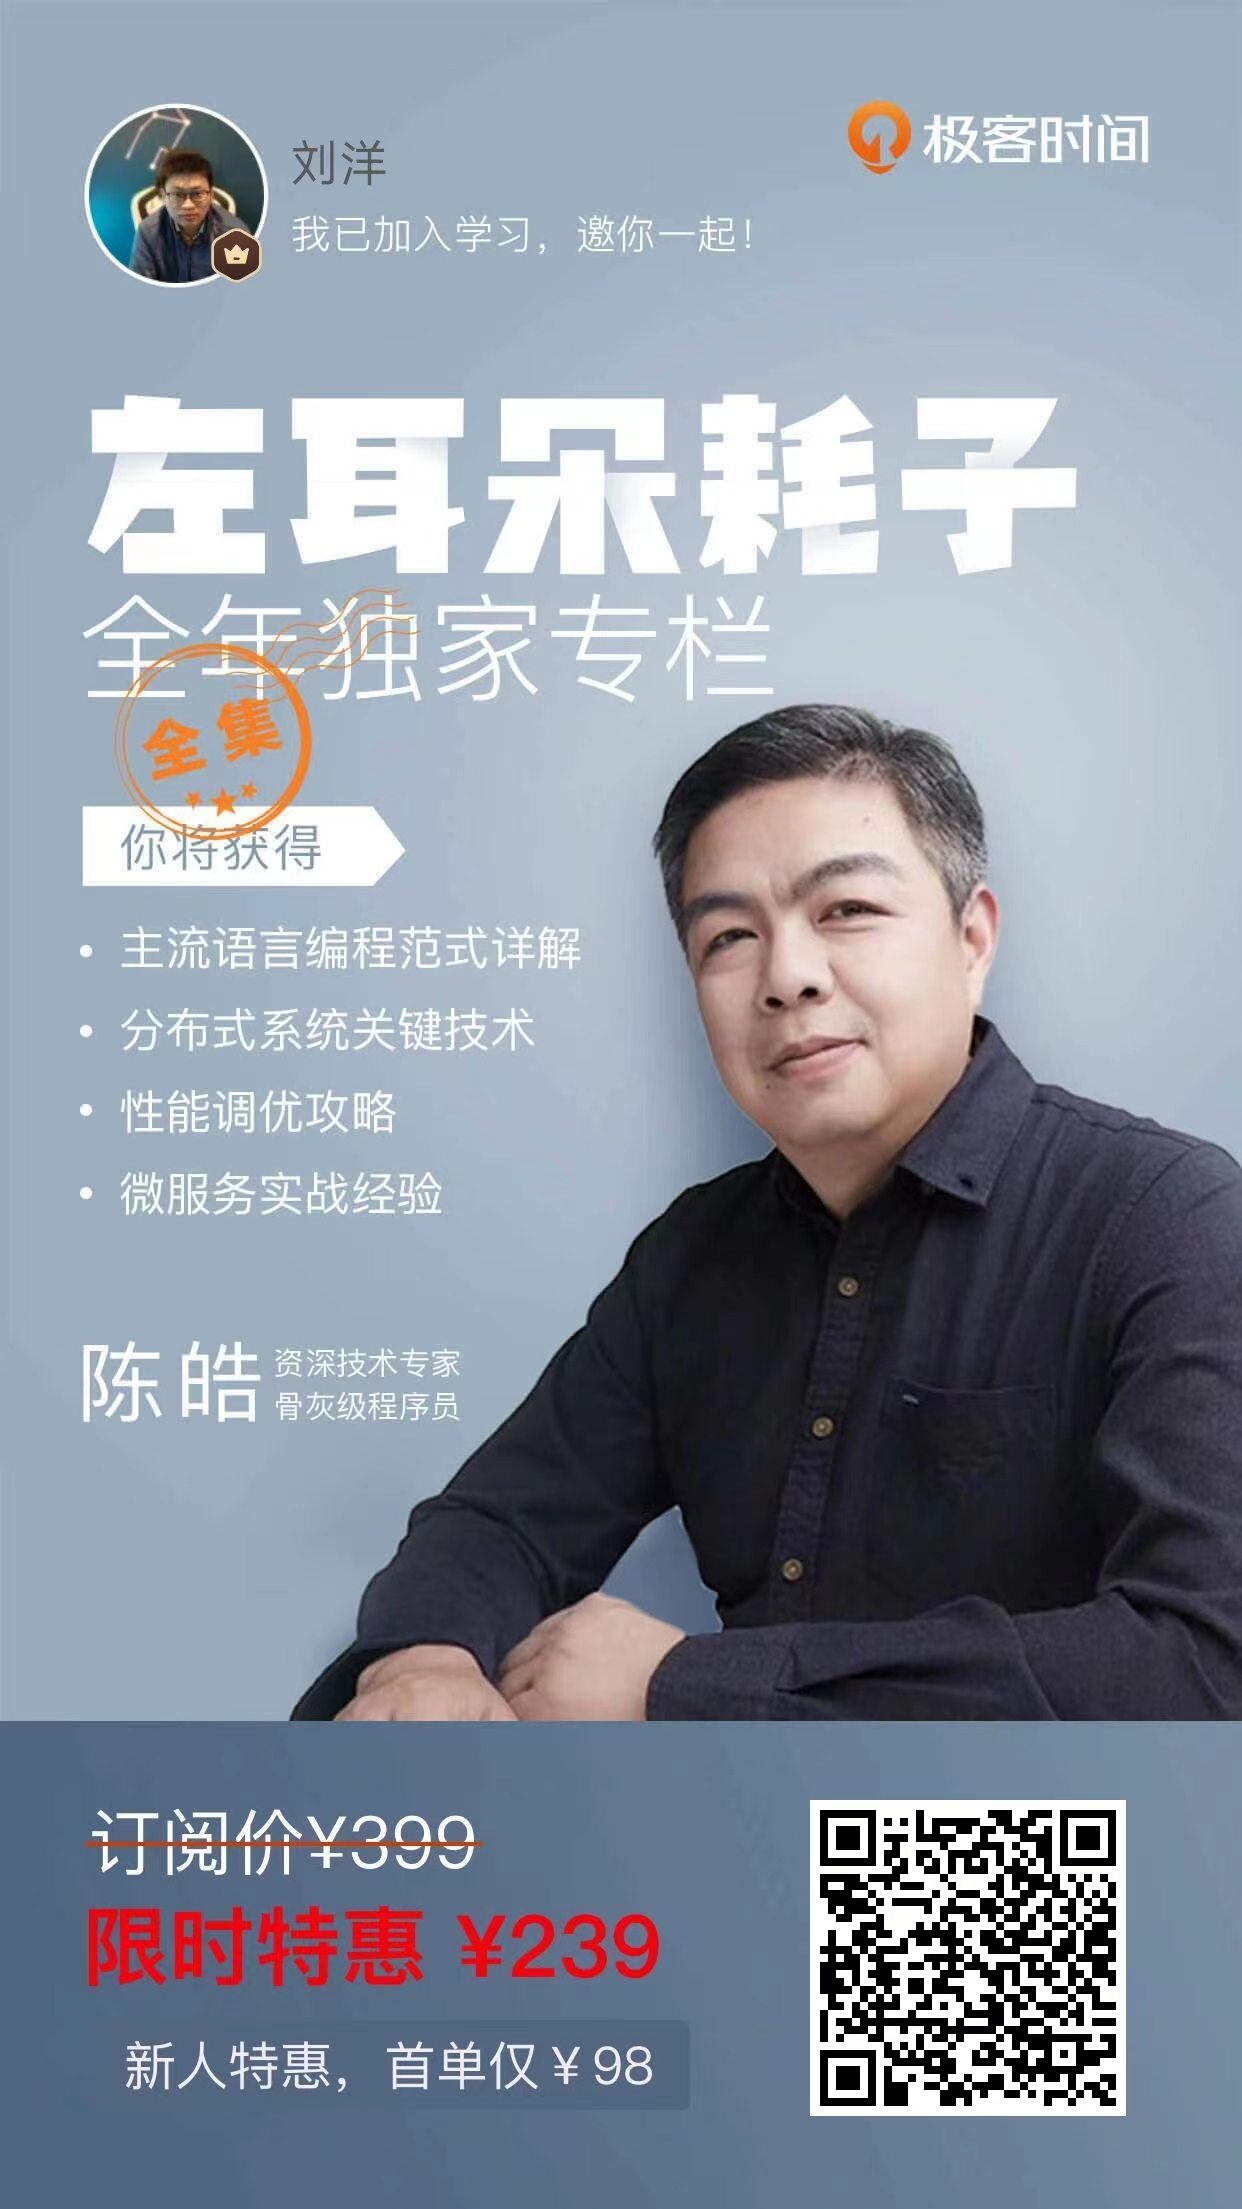 极客时间
刘洋
我已加入学习，邀你一起！
左耳朵耗子
全年独家专栏
全集
你将获得
• 主流语言编程范式详解
• 分布式系统关键技术
• 性能调优攻略
• 微服务实战经验
陈皓
资深技术专家
骨灰级程序员
订阅价¥399
限时特惠 ¥239
新人特惠，首单仅¥98